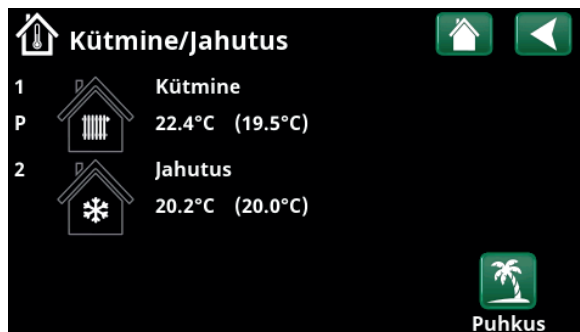 Kütmine/Jahutus
1 Kütmine
P 22.4°C (19.5°C)
2 Jahutus
20.2°C (20.0°C)
Puhkus